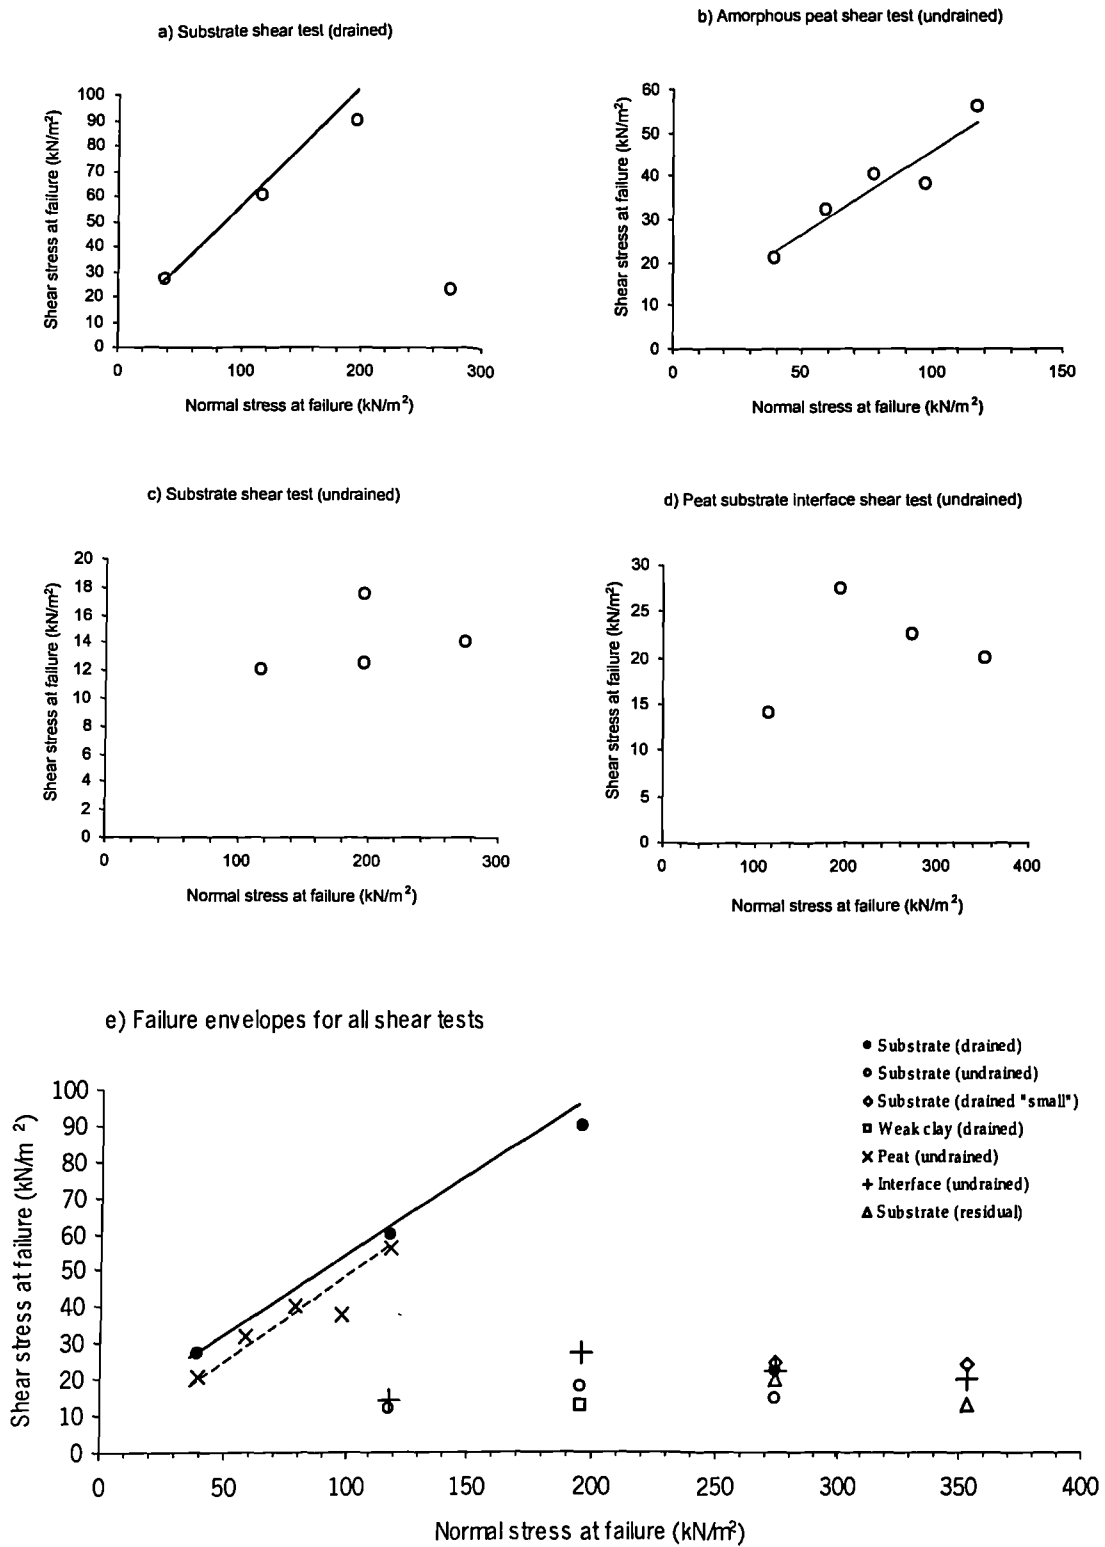 a) Substrate shear test (drained)
Shear stress at failure (kN/m²)
100
90
80
70
60
50
40
30
20
10
0
0 100 200 300
Normal stress at failure (kN/m²)
b) Amorphous peat shear test (undrained)
Shear stress at failure (kN/m²)
60
50
40
30
20
10
0
0 50 100 150
Normal stress at failure (kN/m²)
c) Substrate shear test (undrained)
Shear stress at failure (kN/m²)
20
18
16
14
12
10
8
6
4
2
0
0 100 200 300
Normal stress at failure (kN/m²)
d) Peat substrate interface shear test (undrained)
Shear stress at failure (kN/m²)
30
25
20
15
10
5
0
0 100 200 300 400
Normal stress at failure (kN/m²)
e) Failure envelopes for all shear tests
Substrate (drained)
Substrate (undrained)
Substrate (drained "small")
Weak clay (drained)
Peat (undrained)
Interface (undrained)
Substrate (residual)
Shear stress at failure (kN/m²)
100
90
80
70
60
50
40
30
20
10
0
0 50 100 150 200 250 300 350 400
Normal stress at failure (kN/m²)